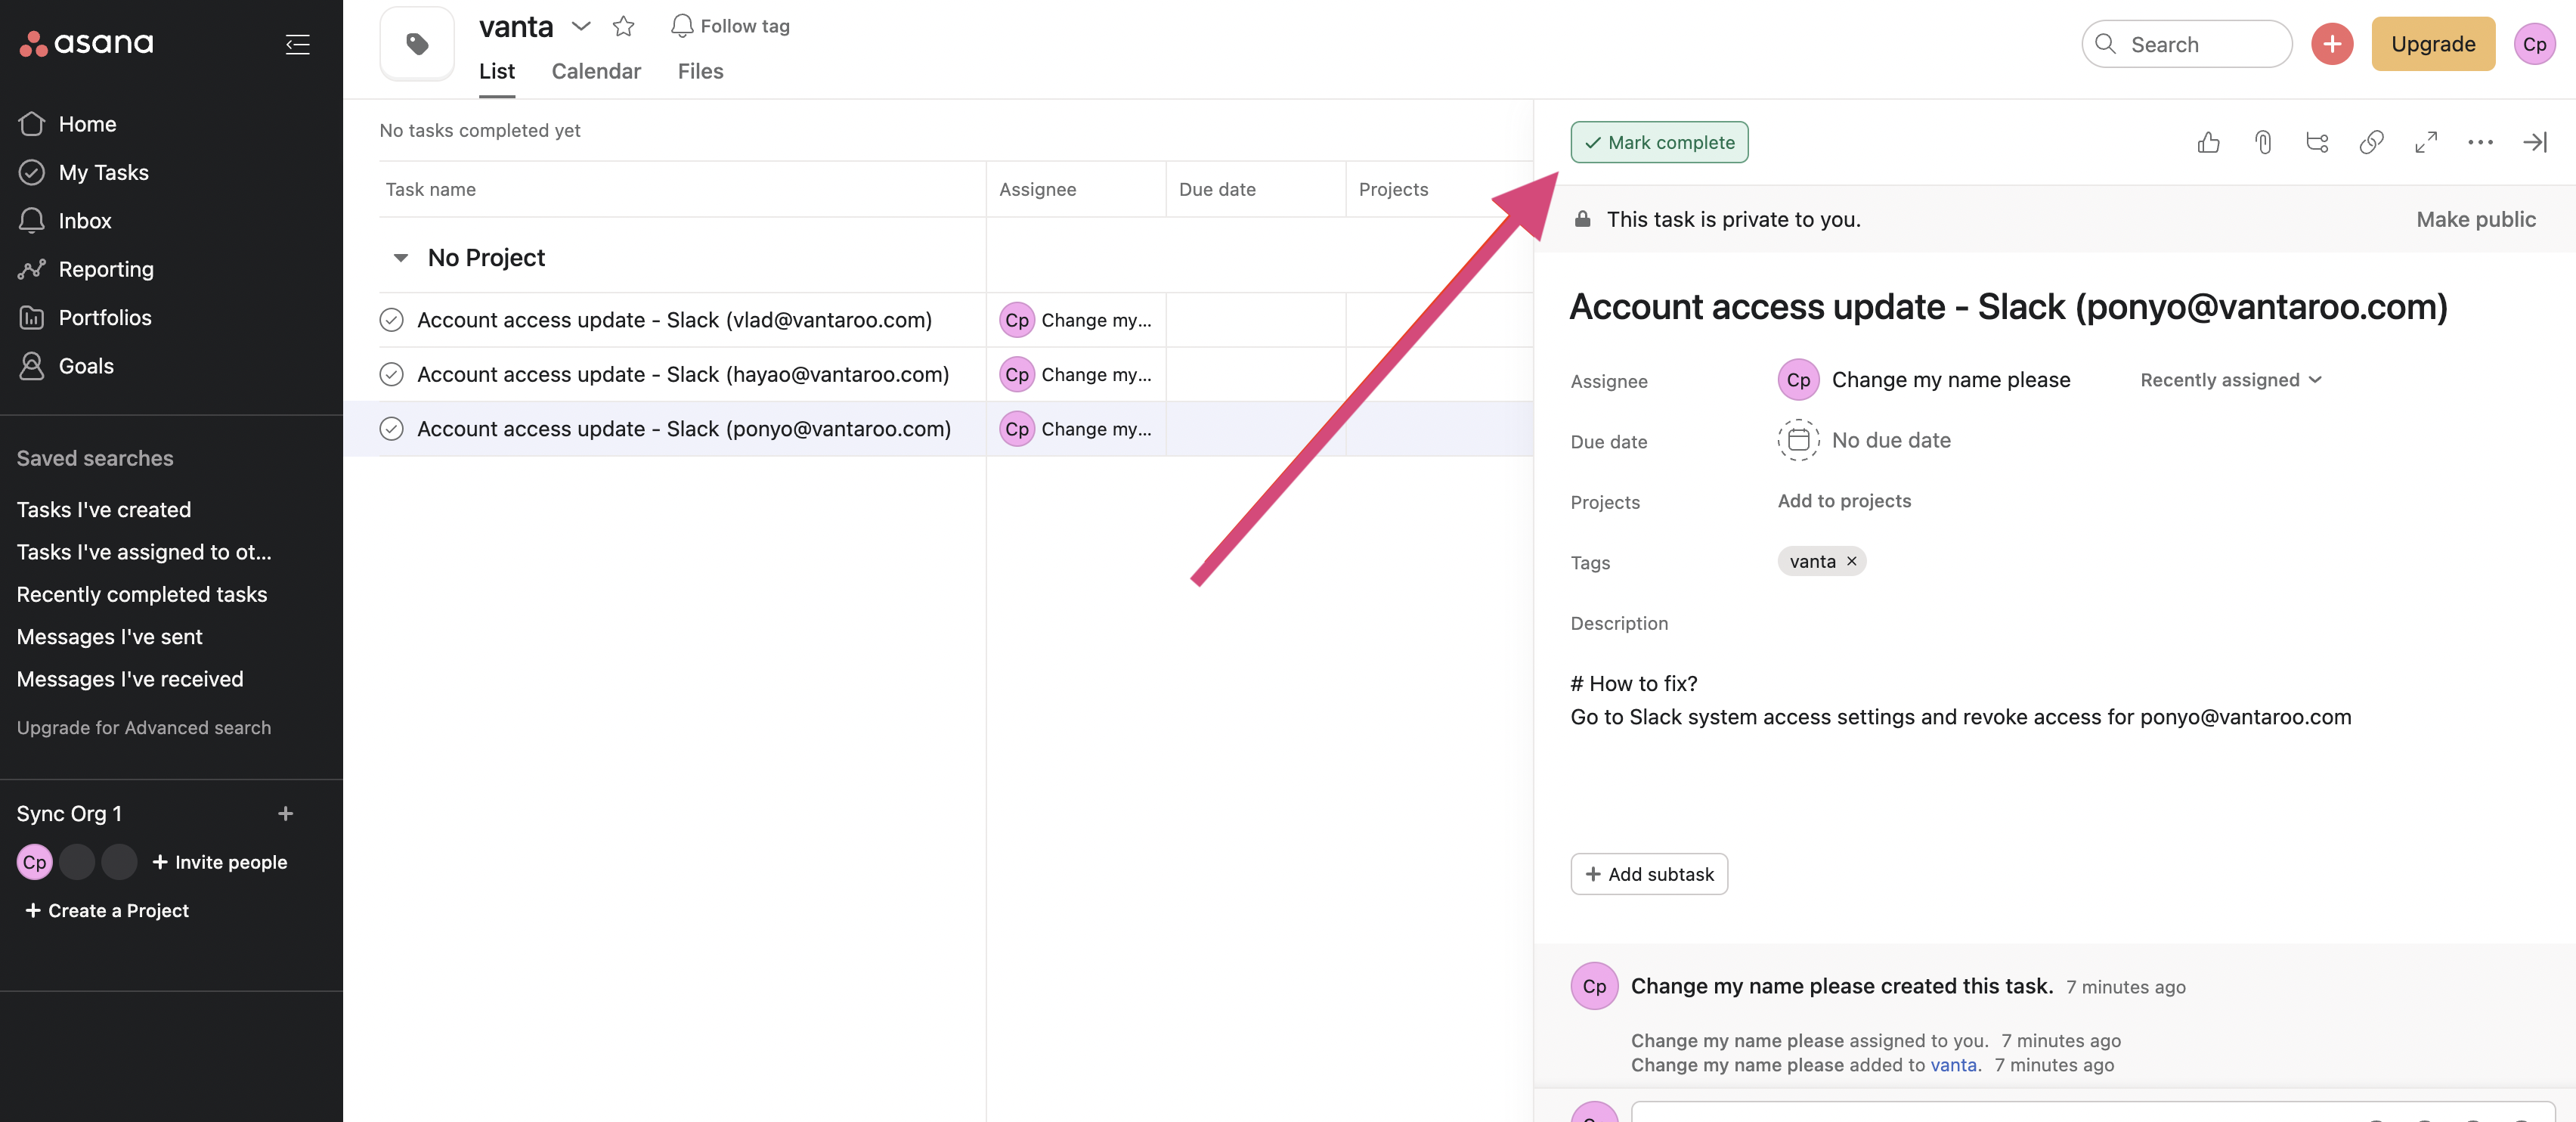 asana
Home
My Tasks
Inbox
Reporting
Portfolios
Goals
Saved searches
Tasks I've created
Tasks I've assigned to ot...
Recently completed tasks
Messages I've sent
Messages I've received
Upgrade for Advanced search
Sync Org 1
Cp
Invite people
Create a Project
vanta
Follow tag
List Calendar Files
Search
Upgrade
Cp
No tasks completed yet
Task name Assignee Due date Projects
No Project
Account access update - Slack (vlad@vantaroo.com) Cp Change my...
Account access update - Slack (hayao@vantaroo.com) Cp Change my...
Account access update - Slack (ponyo@vantaroo.com) Cp Change my...
Mark complete
This task is private to you. Make public
Account access update - Slack (ponyo@vantaroo.com)
Assignee Cp Change my name please Recently assigned
Due date No due date
Projects Add to projects
Tags vanta ×
Description
# How to fix?
Go to Slack system access settings and revoke access for ponyo@vantaroo.com
Add subtask
Cp Change my name please created this task. 7 minutes ago
Change my name please assigned to you. 7 minutes ago
Change my name please added to vanta. 7 minutes ago